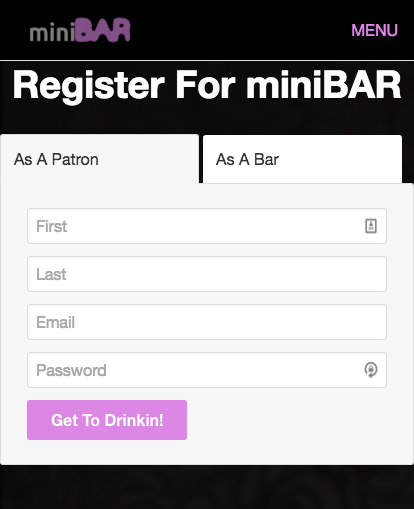 miniBAR
MENU
Register For miniBAR
As A Patron
As A Bar
First
Last
Email
Password
Get To Drinkin!